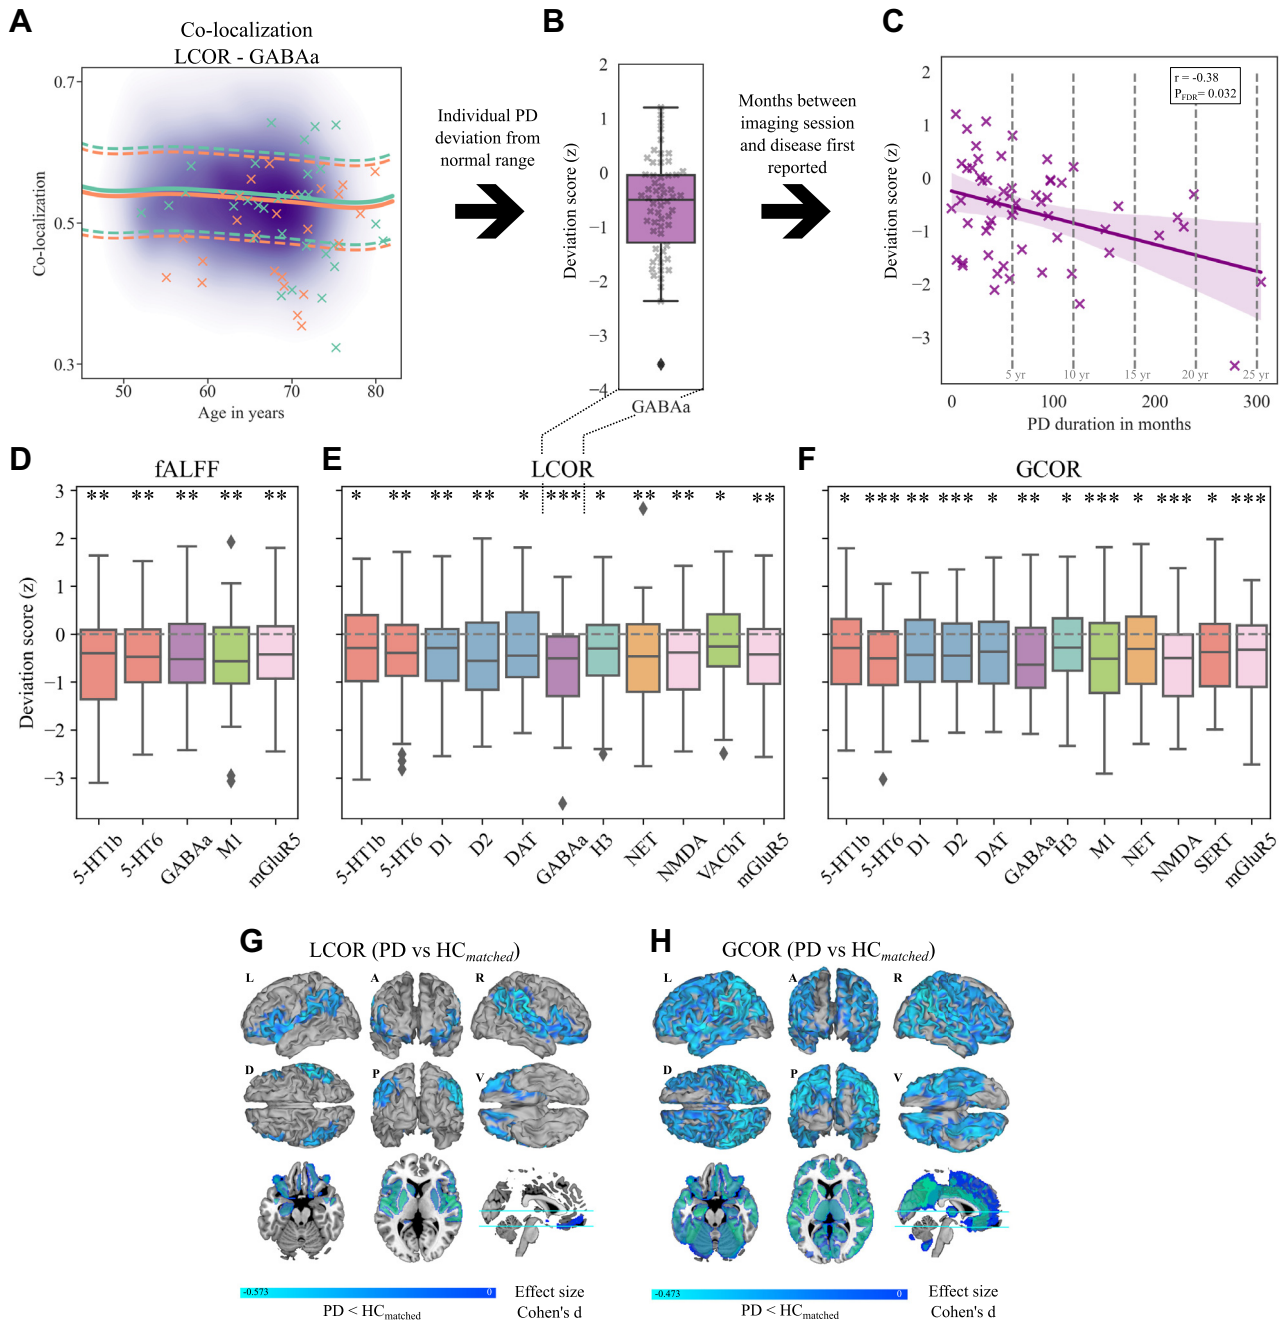 A
Co-localization
LCOR - GABAa
Co-localization
0.7
0.5
0.3
50
60
70
80
Age in years
Individual PD
deviation from
normal range
B
Deviation score (z)
2
1
0
−1
−2
−3
−4
GABAa
Months between
imaging session
and disease first
reported
C
Deviation score (z)
2
1
0
−1
−2
−3
r = -0.38
PFDR= 0.032
5 yr
10 yr
15 yr
20 yr
25 yr
0
100
200
300
PD duration in months
D
fALFF
Deviation score (z)
3
2
1
0
−1
−2
−3
** ** ** ** **
5-HT1b
5-HT6
GABAa
M1
mGluR5
E
LCOR
* ** ** ** * *** * ** ** * **
5-HT1b
5-HT6
D1
D2
DAT
GABAa
H3
NET
NMDA
VAChT
mGluR5
F
GCOR
* *** ** *** * ** * *** * *** * ***
5-HT1b
5-HT6
D1
D2
DAT
GABAa
H3
M1
NET
NMDA
SERT
mGluR5
G
LCOR (PD vs HCmatched)
L
A
R
D
P
V
-0.573
0
PD < HCmatched
Effect size
Cohen's d
H
GCOR (PD vs HCmatched)
L
A
R
D
P
V
-0.473
0
PD < HCmatched
Effect size
Cohen's d